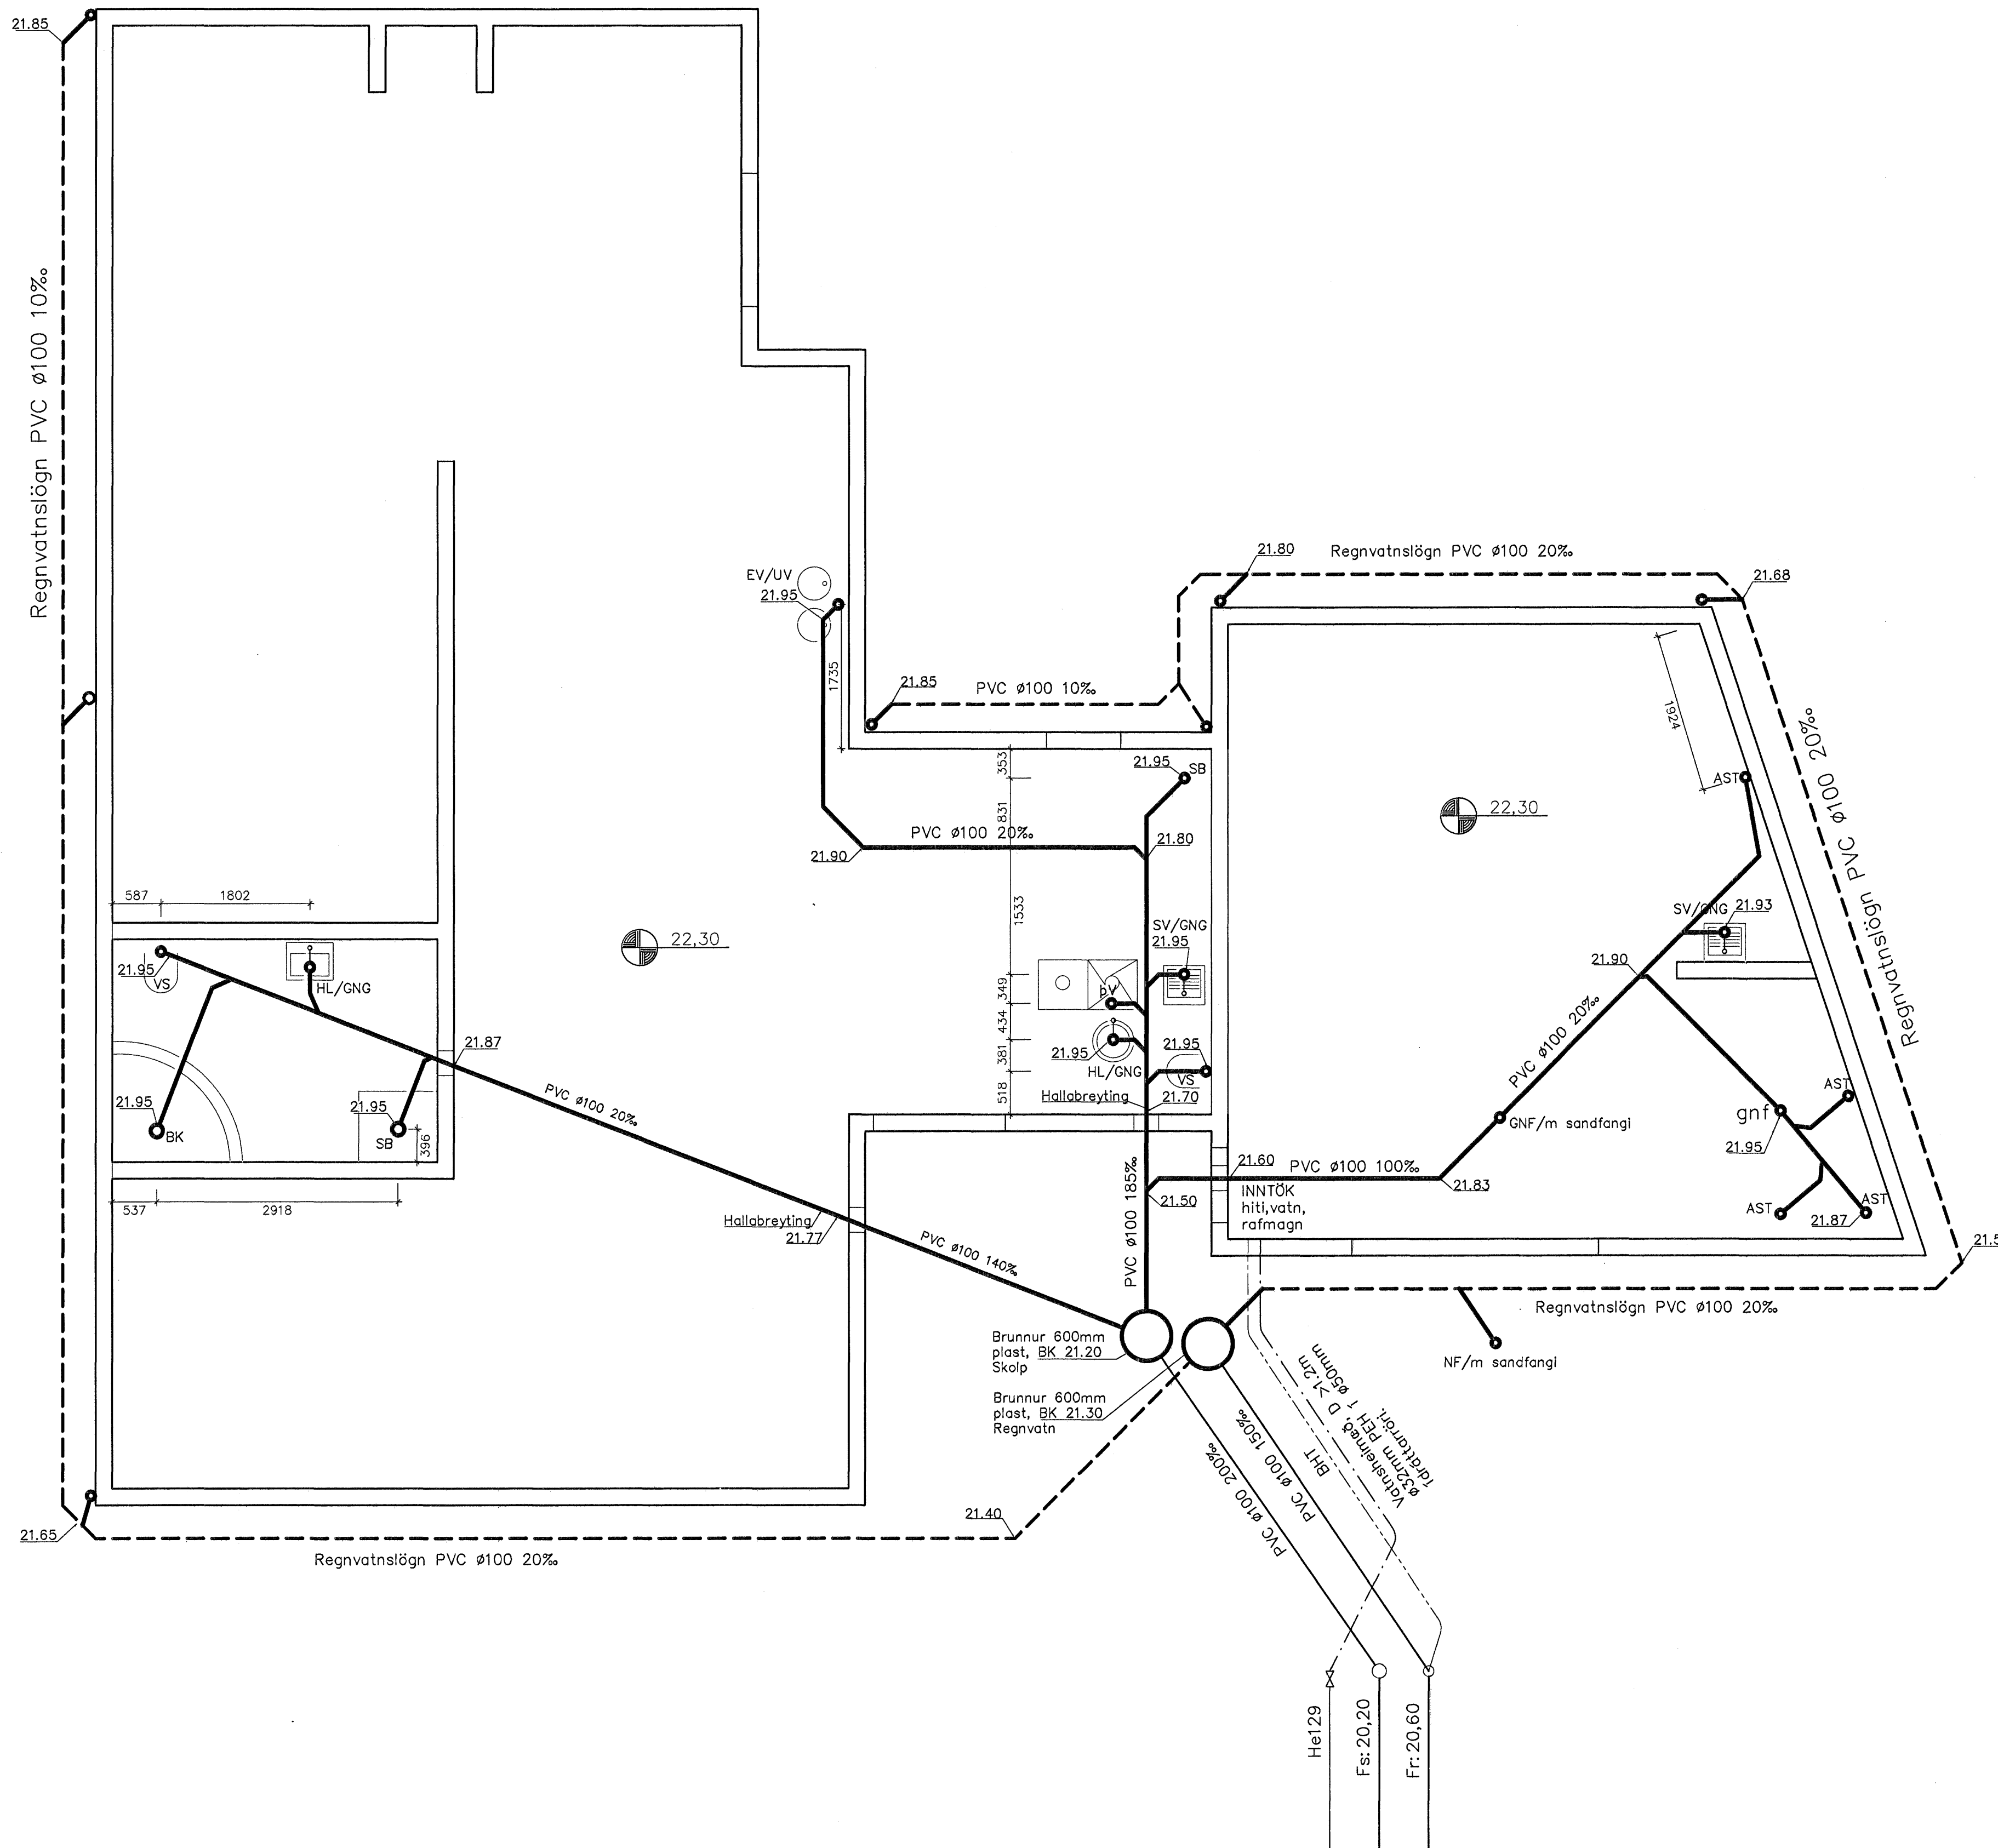 21.85
Regnvatnslögn PVC ø100 10‰
EV/UV
21.95
1735
21.80
Regnvatnslögn PVC ø100 20‰
21.68
21.85
PVC ø100 10‰
1924
Regnvatnslögn PVC ø100 20‰
353
21.95
SB
AST
831
22,30
PVC ø100 20‰
21.90
21.80
587
1802
1533
SV/GNG
21.93
SV/GNG
21.95
22,30
21.95
VS
HL/GNG
21.90
349
þV
434
PVC ø100 20‰
21.87
381
21.95
21.95
HL/GNG
VS
518
Hallabreyting
21.70
PVC ø100 20‰
21.95
BK
21.95
SB
396
AST
gnf
21.95
GNF/m sandfangi
21.60
PVC ø100 100‰
21.83
PVC ø100 185‰
21.50
INNTÖK
hiti,vatn,
rafmagn
AST
AST
21.87
537
2918
Hallabreyting
21.77
PVC ø100 140‰
Regnvatnslögn PVC ø100 20‰
NF/m sandfangi
Brunnur 600mm
plast, BK 21.20
Skolp
Brunnur 600mm
plast, BK 21.30
Regnvatn
Vatnsheimæð, D >1.2m
ø32mm PEH í ø50mm
ídráttarröri.
BHT
PVC ø100 150‰
PVC ø100 200‰
21.40
21.65
Regnvatnslögn PVC ø100 20‰
He129
Fs: 20,20
Fr: 20,60